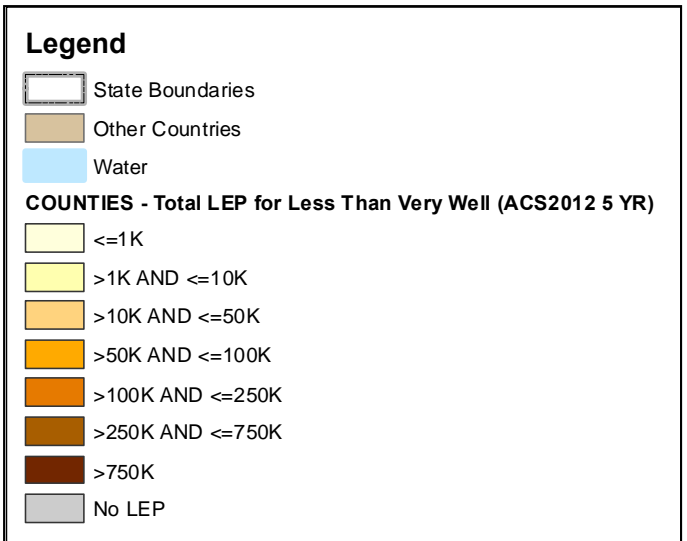 Legend
State Boundaries
Other Countries
Water
COUNTIES - Total LEP for Less Than Very Well (ACS2012 5 YR)
<=1K
>1K AND <=10K
>10K AND <=50K
>50K AND <=100K
>100K AND <=250K
>250K AND <=750K
>750K
No LEP